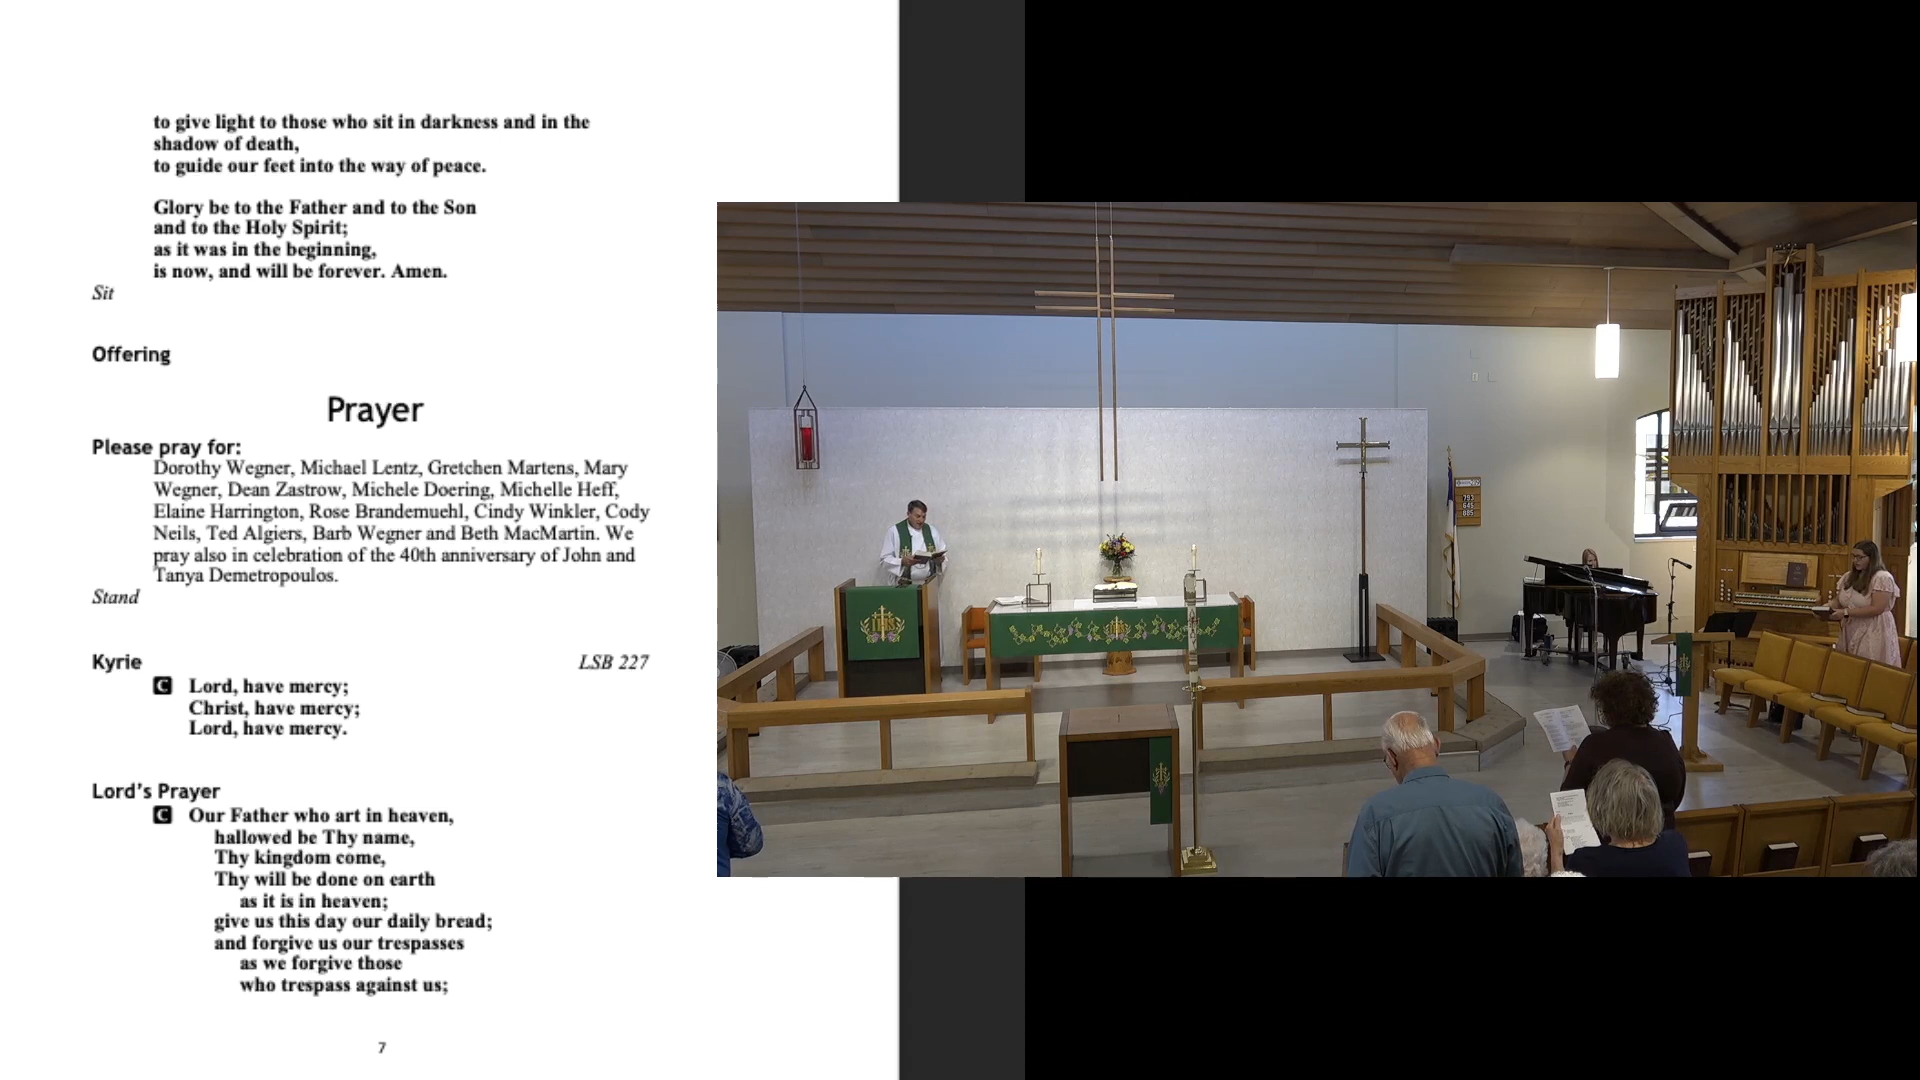 to give light to those who sit in darkness and in the
shadow of death,
to guide our feet into the way of peace.
Glory be to the Father and to the Son
and to the Holy Spirit;
as it was in the beginning,
is now, and will be forever. Amen.
Sit
Offering
Prayer
Please pray for:
Dorothy Wegner, Michael Lentz, Gretchen Martens, Mary
Wegner, Dean Zastrow, Michele Doering, Michelle Heff,
Elaine Harrington, Rose Brandemuehl, Cindy Winkler, Cody
Neils, Ted Algiers, Barb Wegner and Beth MacMartin. We
pray also in celebration of the 40th anniversary of John and
Tanya Demetropoulos.
Stand
Kyrie LSB 227
C Lord, have mercy;
Christ, have mercy;
Lord, have mercy.
Lord's Prayer
C Our Father who art in heaven,
hallowed be Thy name,
Thy kingdom come,
Thy will be done on earth
as it is in heaven;
give us this day our daily bread;
and forgive us our trespasses
as we forgive those
who trespass against us;
7
793
645
885
IHS